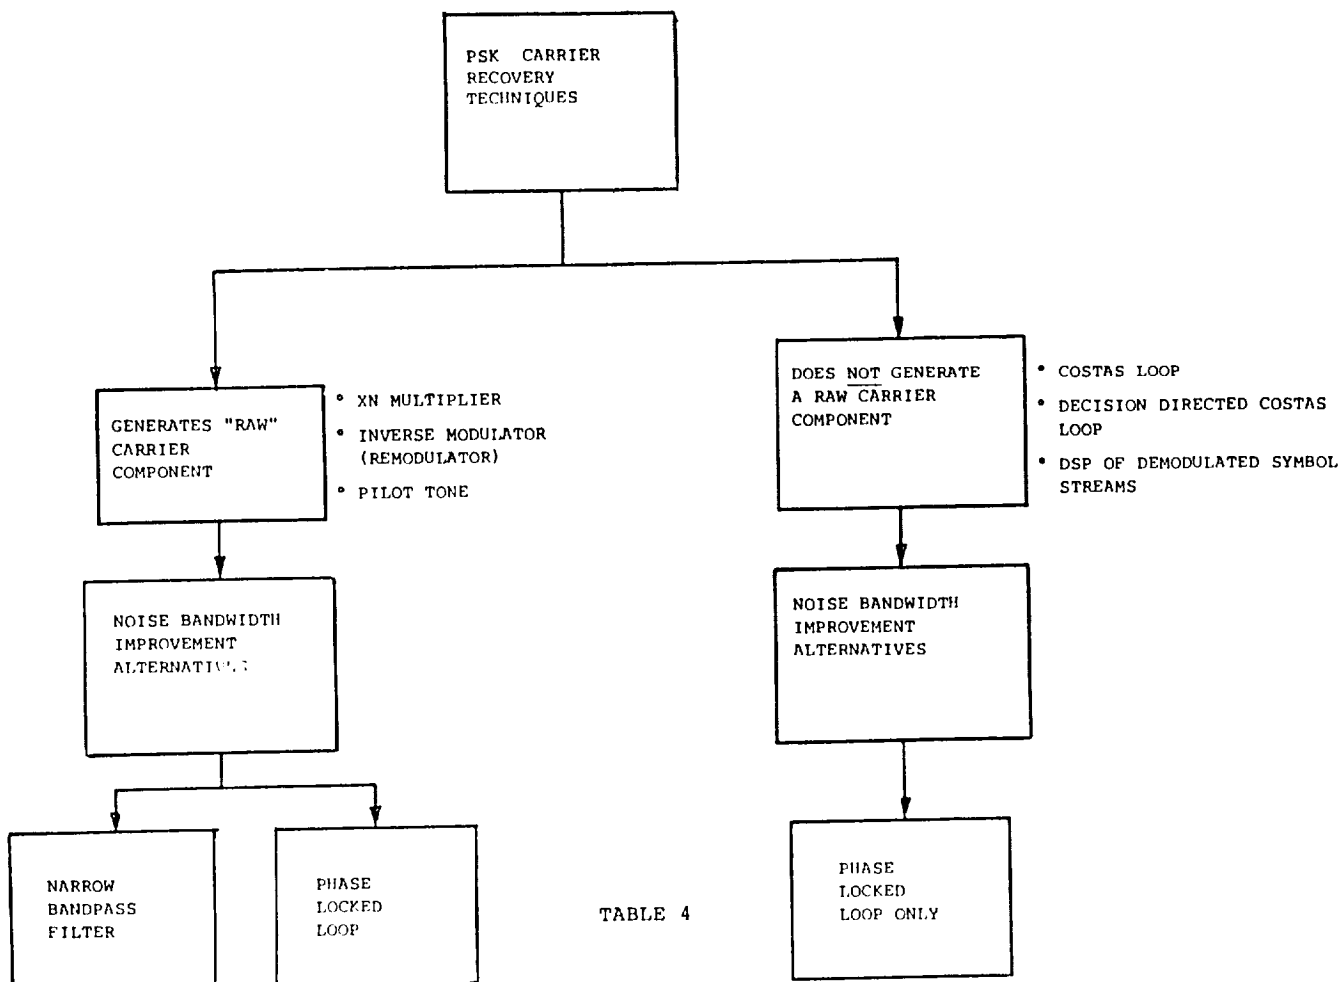 PSK CARRIER
RECOVERY
TECHNIQUES
GENERATES "RAW"
CARRIER
COMPONENT
° XN MULTIPLIER
° INVERSE MODULATOR
(REMODULATOR)
° PILOT TONE
DOES NOT GENERATE
A RAW CARRIER
COMPONENT
• COSTAS LOOP
• DECISION DIRECTED COSTAS
LOOP
• DSP OF DEMODULATED SYMBOL
STREAMS
NOISE BANDWIDTH
IMPROVEMENT
ALTERNATIVES
NOISE BANDWIDTH
IMPROVEMENT
ALTERNATIVES
NARROW
BANDPASS
FILTER
PHASE
LOCKED
LOOP
PHASE
LOCKED
LOOP ONLY
TABLE 4